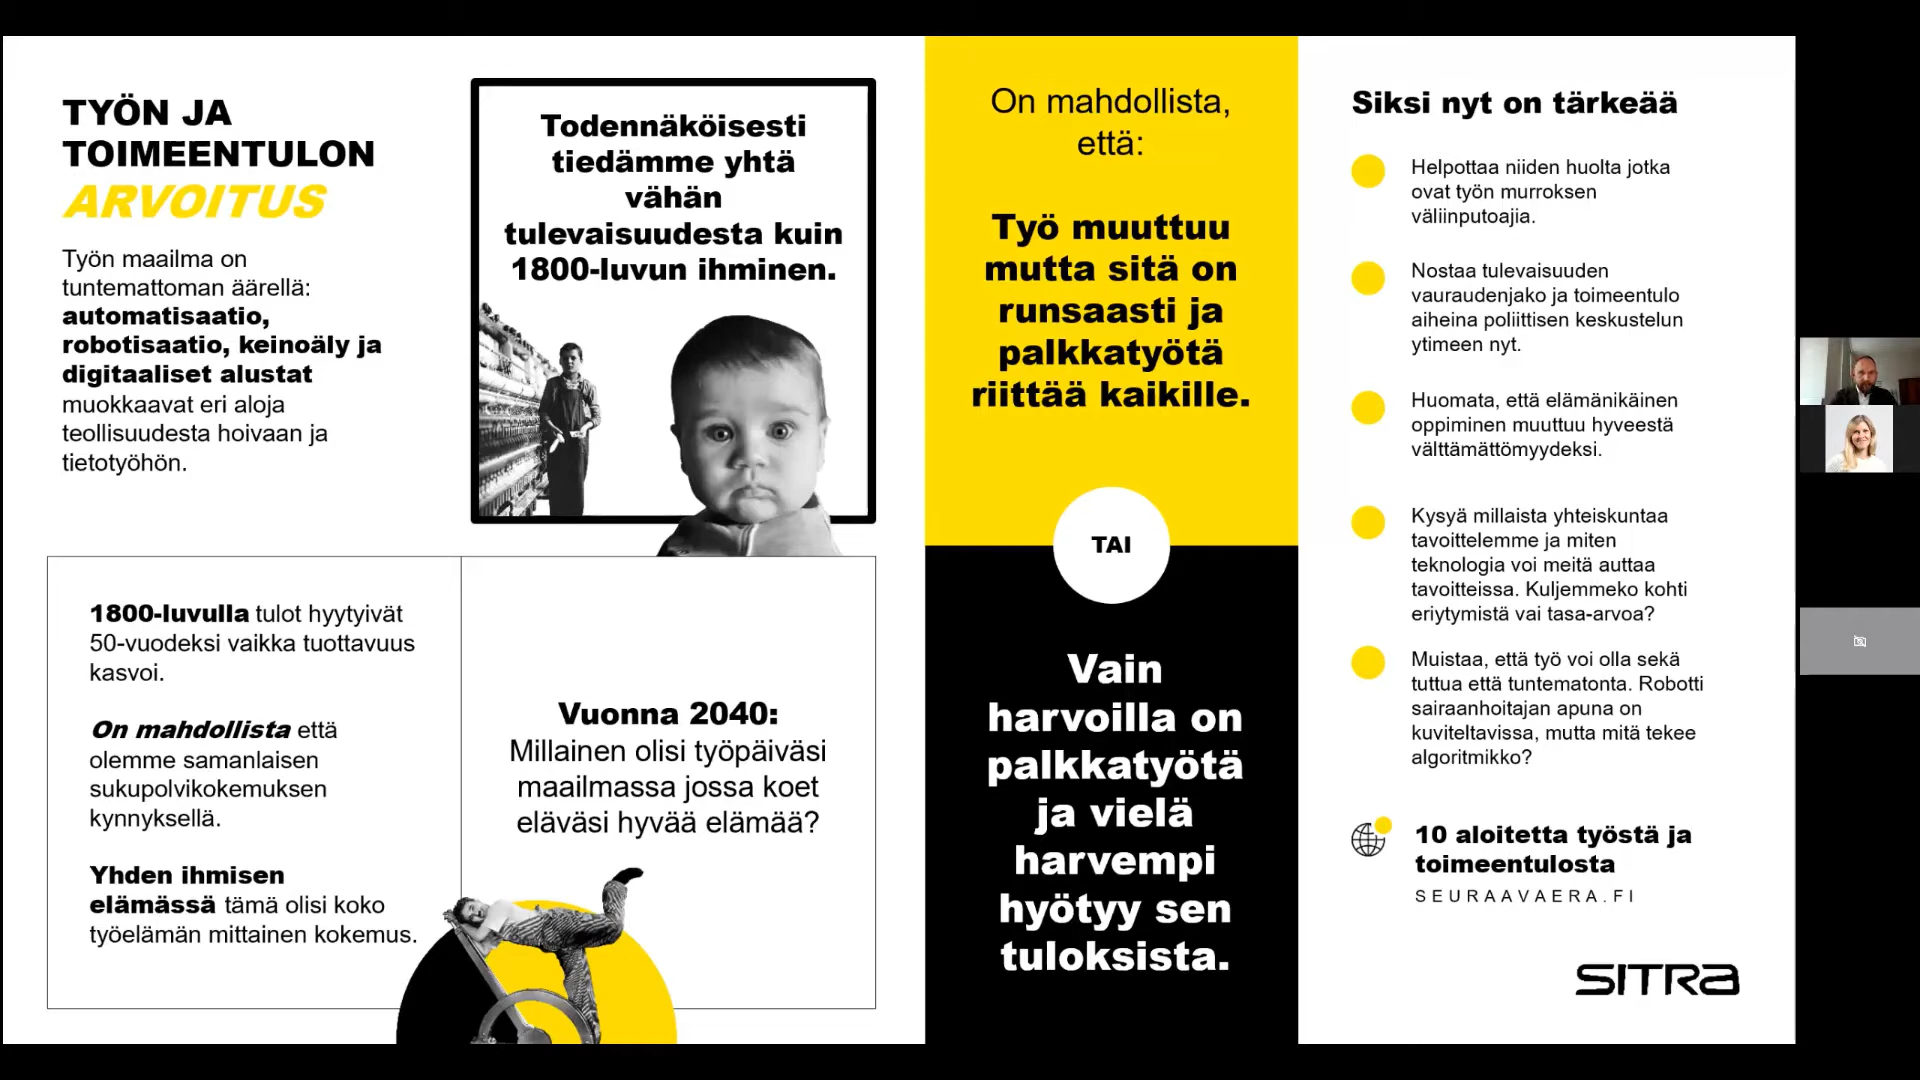 TYÖN JA
TOIMEENTULON
ARVOITUS
Työn maailma on
tuntemattoman äärellä:
automatisaatio,
robotisaatio, keinoäly ja
digitaaliset alustat
muokkaavat eri aloja
teollisuudesta hoivaan ja
tietotyöhön.
Todennäköisesti
tiedämme yhtä
vähän
tulevaisuudesta kuin
1800-luvun ihminen.
1800-luvulla tulot hyytyivät
50-vuodeksi vaikka tuottavuus
kasvoi.
On mahdollista että
olemme samanlaisen
sukupolvikokemuksen
kynnyksellä.
Yhden ihmisen
elämässä tämä olisi koko
työelämän mittainen kokemus.
Vuonna 2040:
Millainen olisi työpäiväsi
maailmassa jossa koet
eläväsi hyvää elämää?
On mahdollista,
että:
Työ muuttuu
mutta sitä on
runsaasti ja
palkkatyötä
riittää kaikille.
TAI
Vain
harvoilla on
palkkatyötä
ja vielä
harvempi
hyötyy sen
tuloksista.
Siksi nyt on tärkeää
Helpottaa niiden huolta jotka
ovat työn murroksen
väliinputoajia.
Nostaa tulevaisuuden
vauraudenjako ja toimeentulo
aiheina poliittisen keskustelun
ytimeen nyt.
Huomata, että elämänikäinen
oppiminen muuttuu hyveestä
välttämättömyydeksi.
Kysyä millaista yhteiskuntaa
tavoittelemme ja miten
teknologia voi meitä auttaa
tavoitteissa. Kuljemmeko kohti
eriytymistä vai tasa-arvoa?
Muistaa, että työ voi olla sekä
tuttua että tuntematonta. Robotti
sairaanhoitajan apuna on
kuviteltavissa, mutta mitä tekee
algoritmikko?
10 aloitetta työstä ja
toimeentulosta
SEURAAVAERA.FI
SITRA